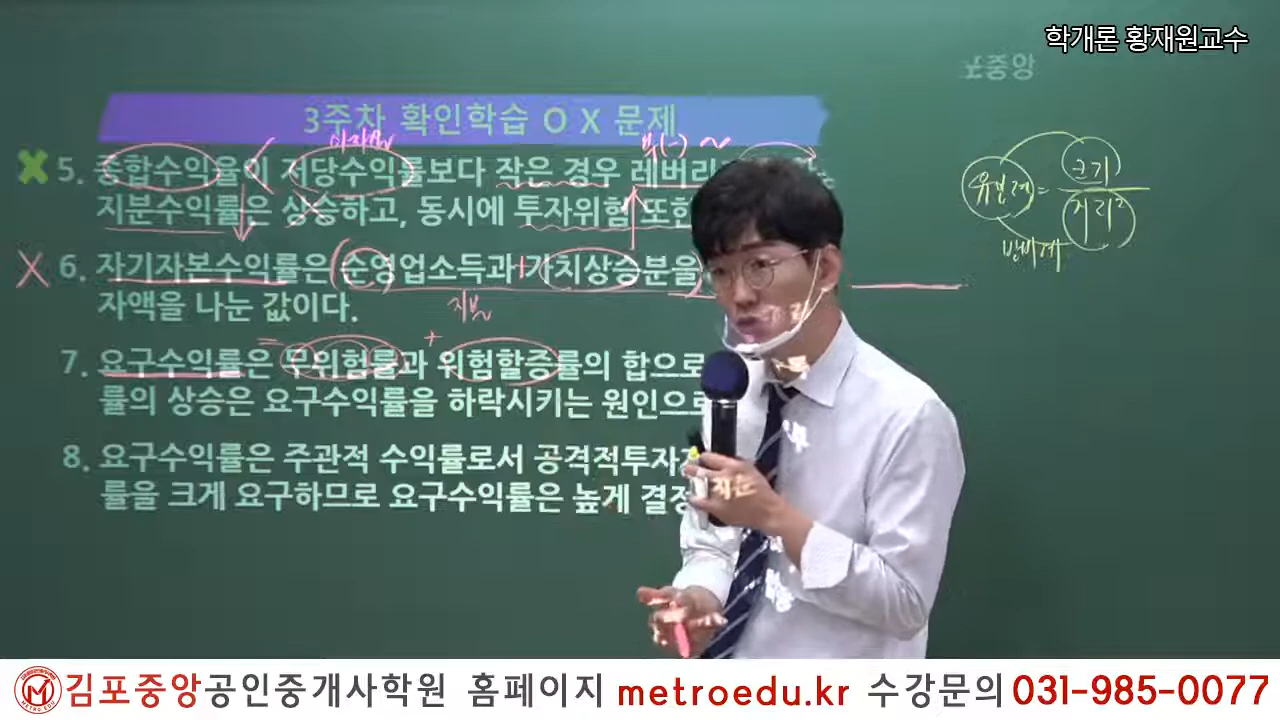 학개론 황재원교수
중앙
3주차 확인학습 O X 문제
부(-)
X 5. 종합수익율이 < 저당수익률보다 작은 경우 레버리
지분수익률은 상승하고, 동시에 투자위험 또한
X 6. 자기자본수익률은 (순영업소득과 + 가치상승분을
자액을 나눈 값이다.
지분
= +
7. 요구수익률은 무위험률과 위험할증률의 합으로
률의 상승은 요구수익률을 하락시키는 원인으로
8. 요구수익률은 주관적 수익률로서 공격적투자
률을 크게 요구하므로 요구수익률은 높게 결정
크기
유인력 =
거리²
반비례
METRO EDU
김포중앙공인중개사학원 홈페이지 metroedu.kr 수강문의 031-985-0077